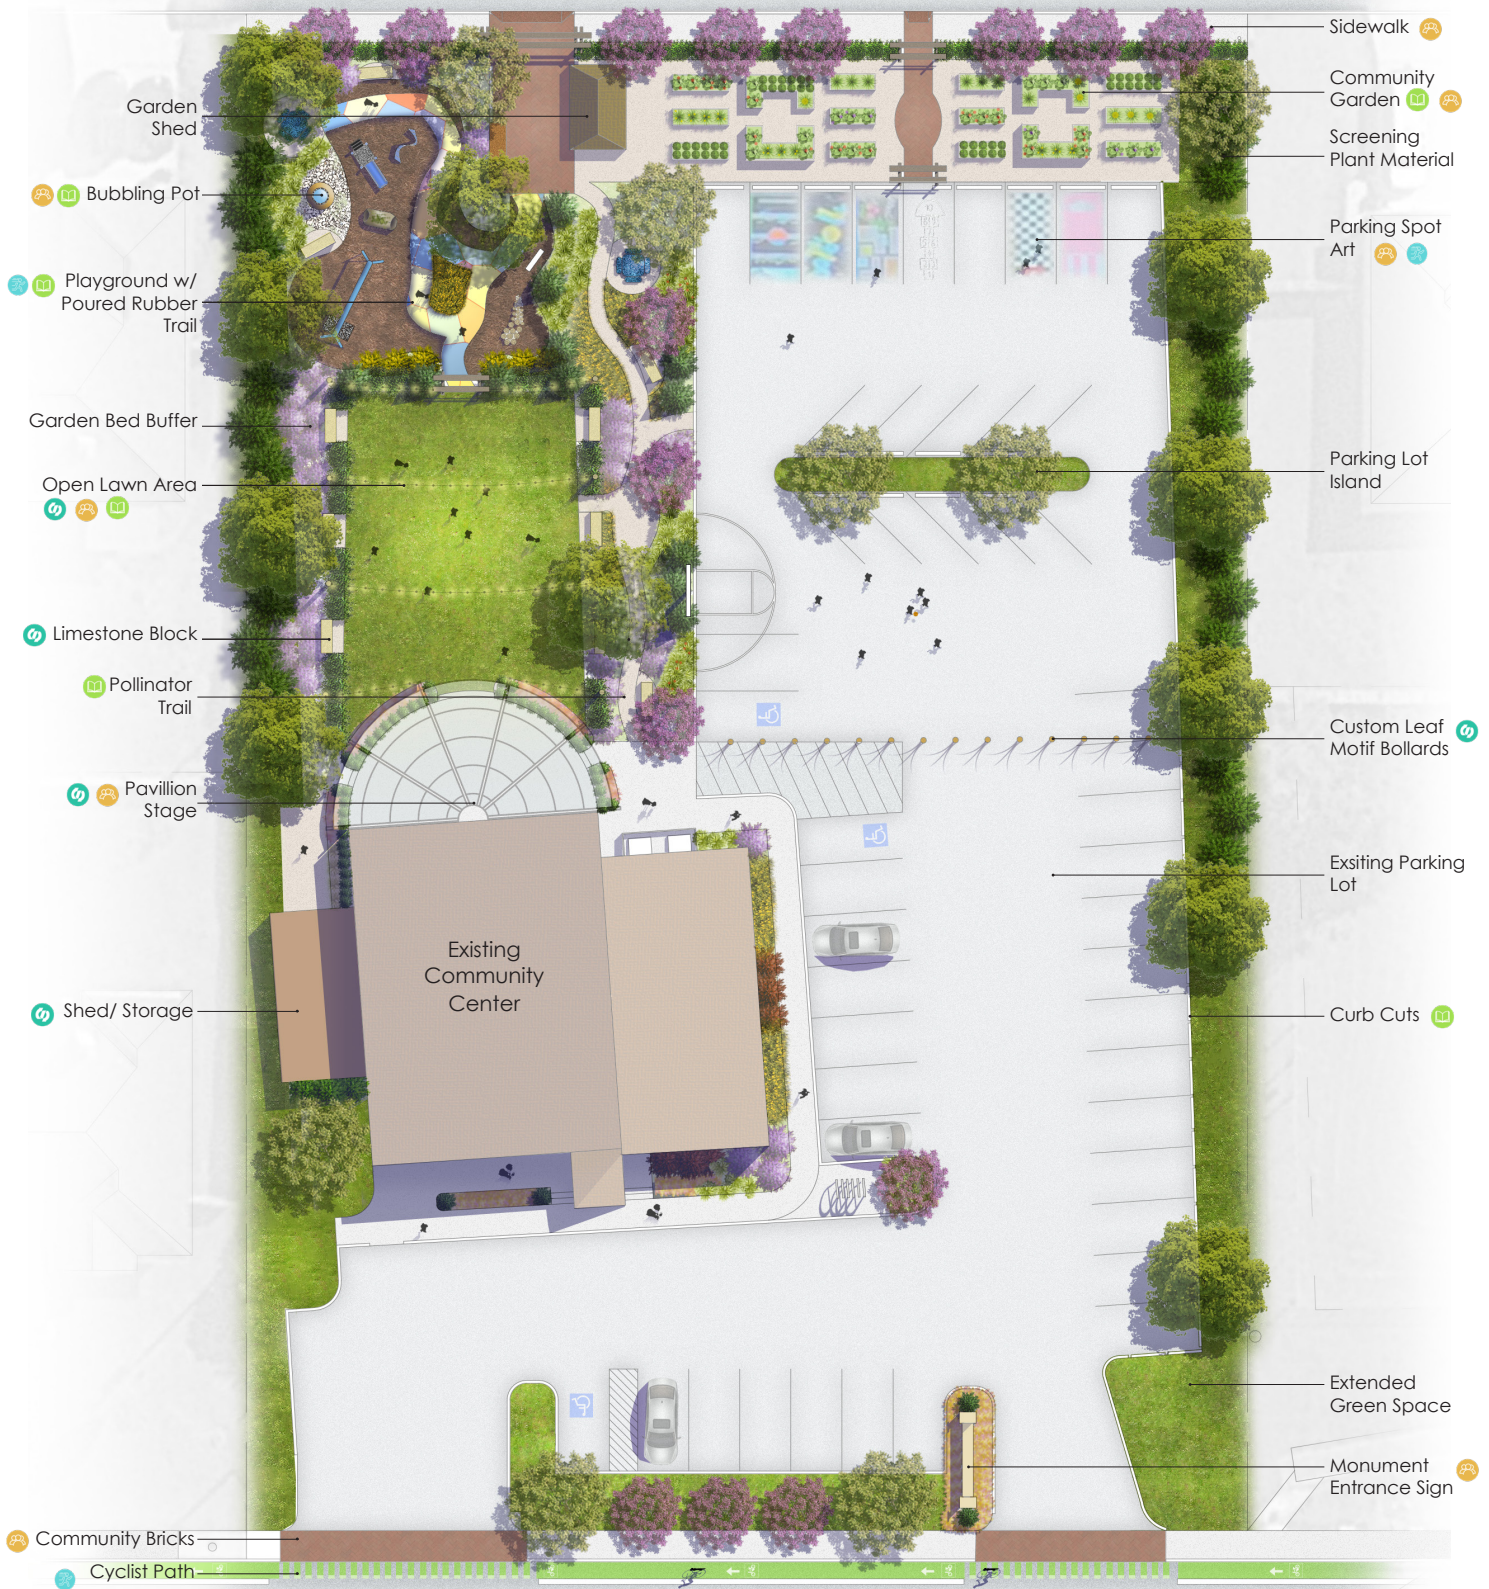 Sidewalk
Community
Garden
Screening
Plant Material
Parking Spot
Art
Parking Lot
Island
Custom Leaf
Motif Bollards
Exsiting Parking
Lot
Curb Cuts
Extended
Green Space
Monument
Entrance Sign
Garden
Shed
Bubbling Pot
Playground w/
Poured Rubber
Trail
Garden Bed Buffer
Open Lawn Area
Limestone Block
Pollinator
Trail
Pavillion
Stage
Shed/ Storage
Community Bricks
Cyclist Path
Existing
Community
Center